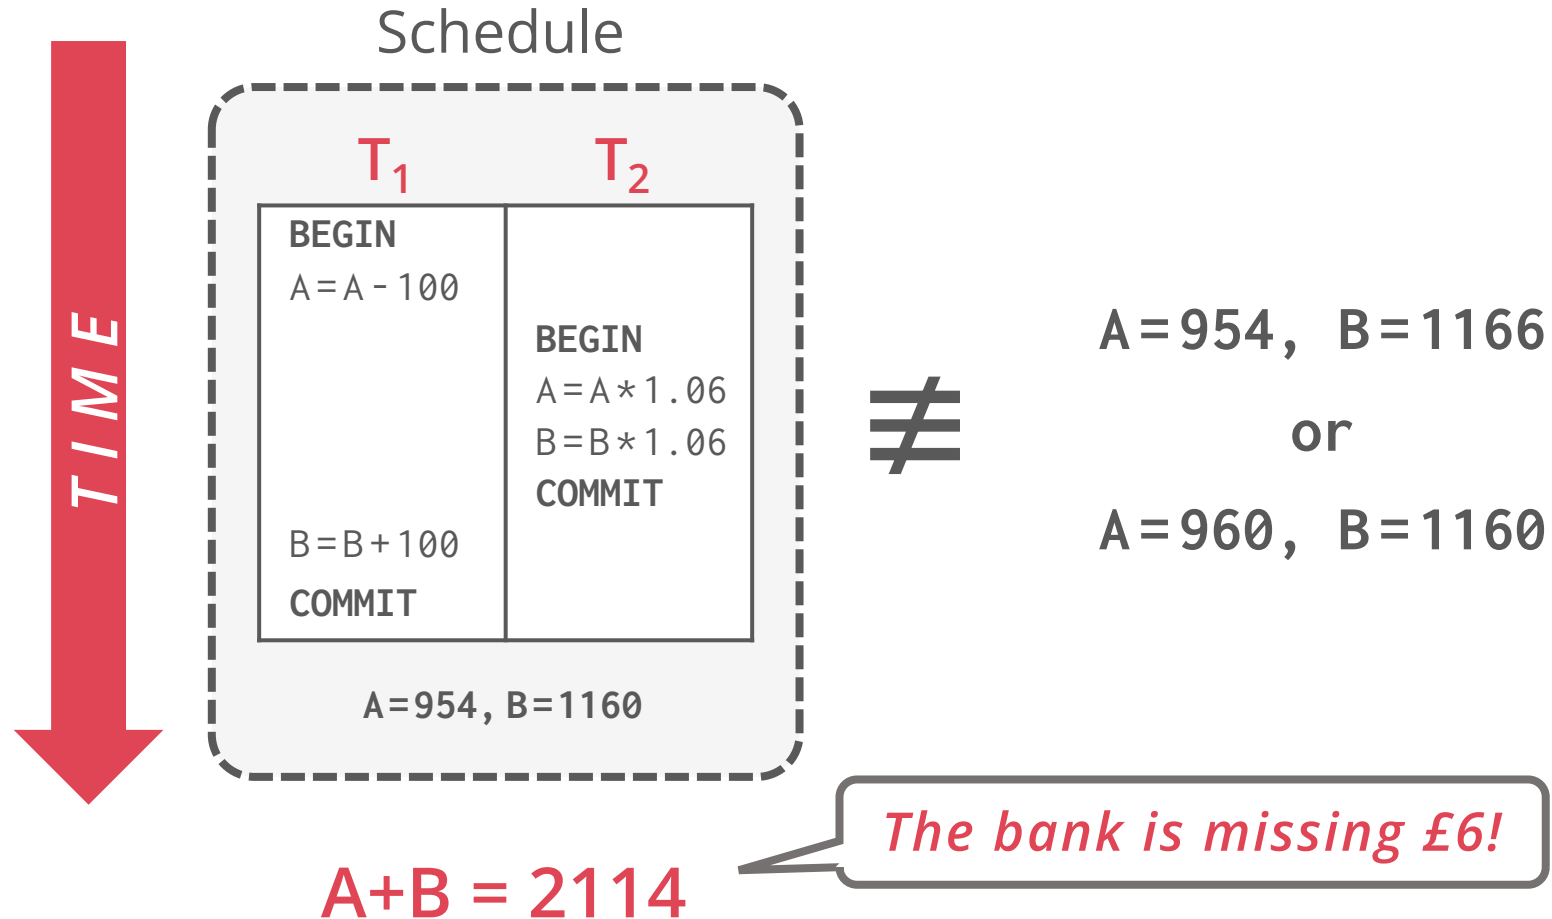 Schedule
TIME
T₁ T₂
BEGIN
A=A-100
BEGIN
A=A*1.06
B=B*1.06
COMMIT
B=B+100
COMMIT
A=954, B=1160
≢
A=954, B=1166
or
A=960, B=1160
The bank is missing £6!
A+B = 2114